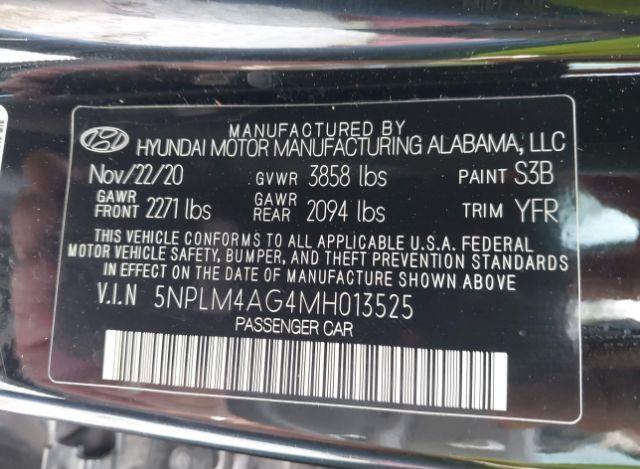 MANUFACTURED BY
HYUNDAI MOTOR MANUFACTURING ALABAMA, LLC
Nov/22/20 GVWR 3858 lbs PAINT S3B
GAWR FRONT 2271 lbs GAWR REAR 2094 lbs TRIM YFR
THIS VEHICLE CONFORMS TO ALL APPLICABLE U.S.A. FEDERAL
MOTOR VEHICLE SAFETY, BUMPER, AND THEFT PREVENTION STANDARDS
IN EFFECT ON THE DATE OF MANUFACTURE SHOWN ABOVE
V.I.N 5NPLM4AG4MH013525
PASSENGER CAR